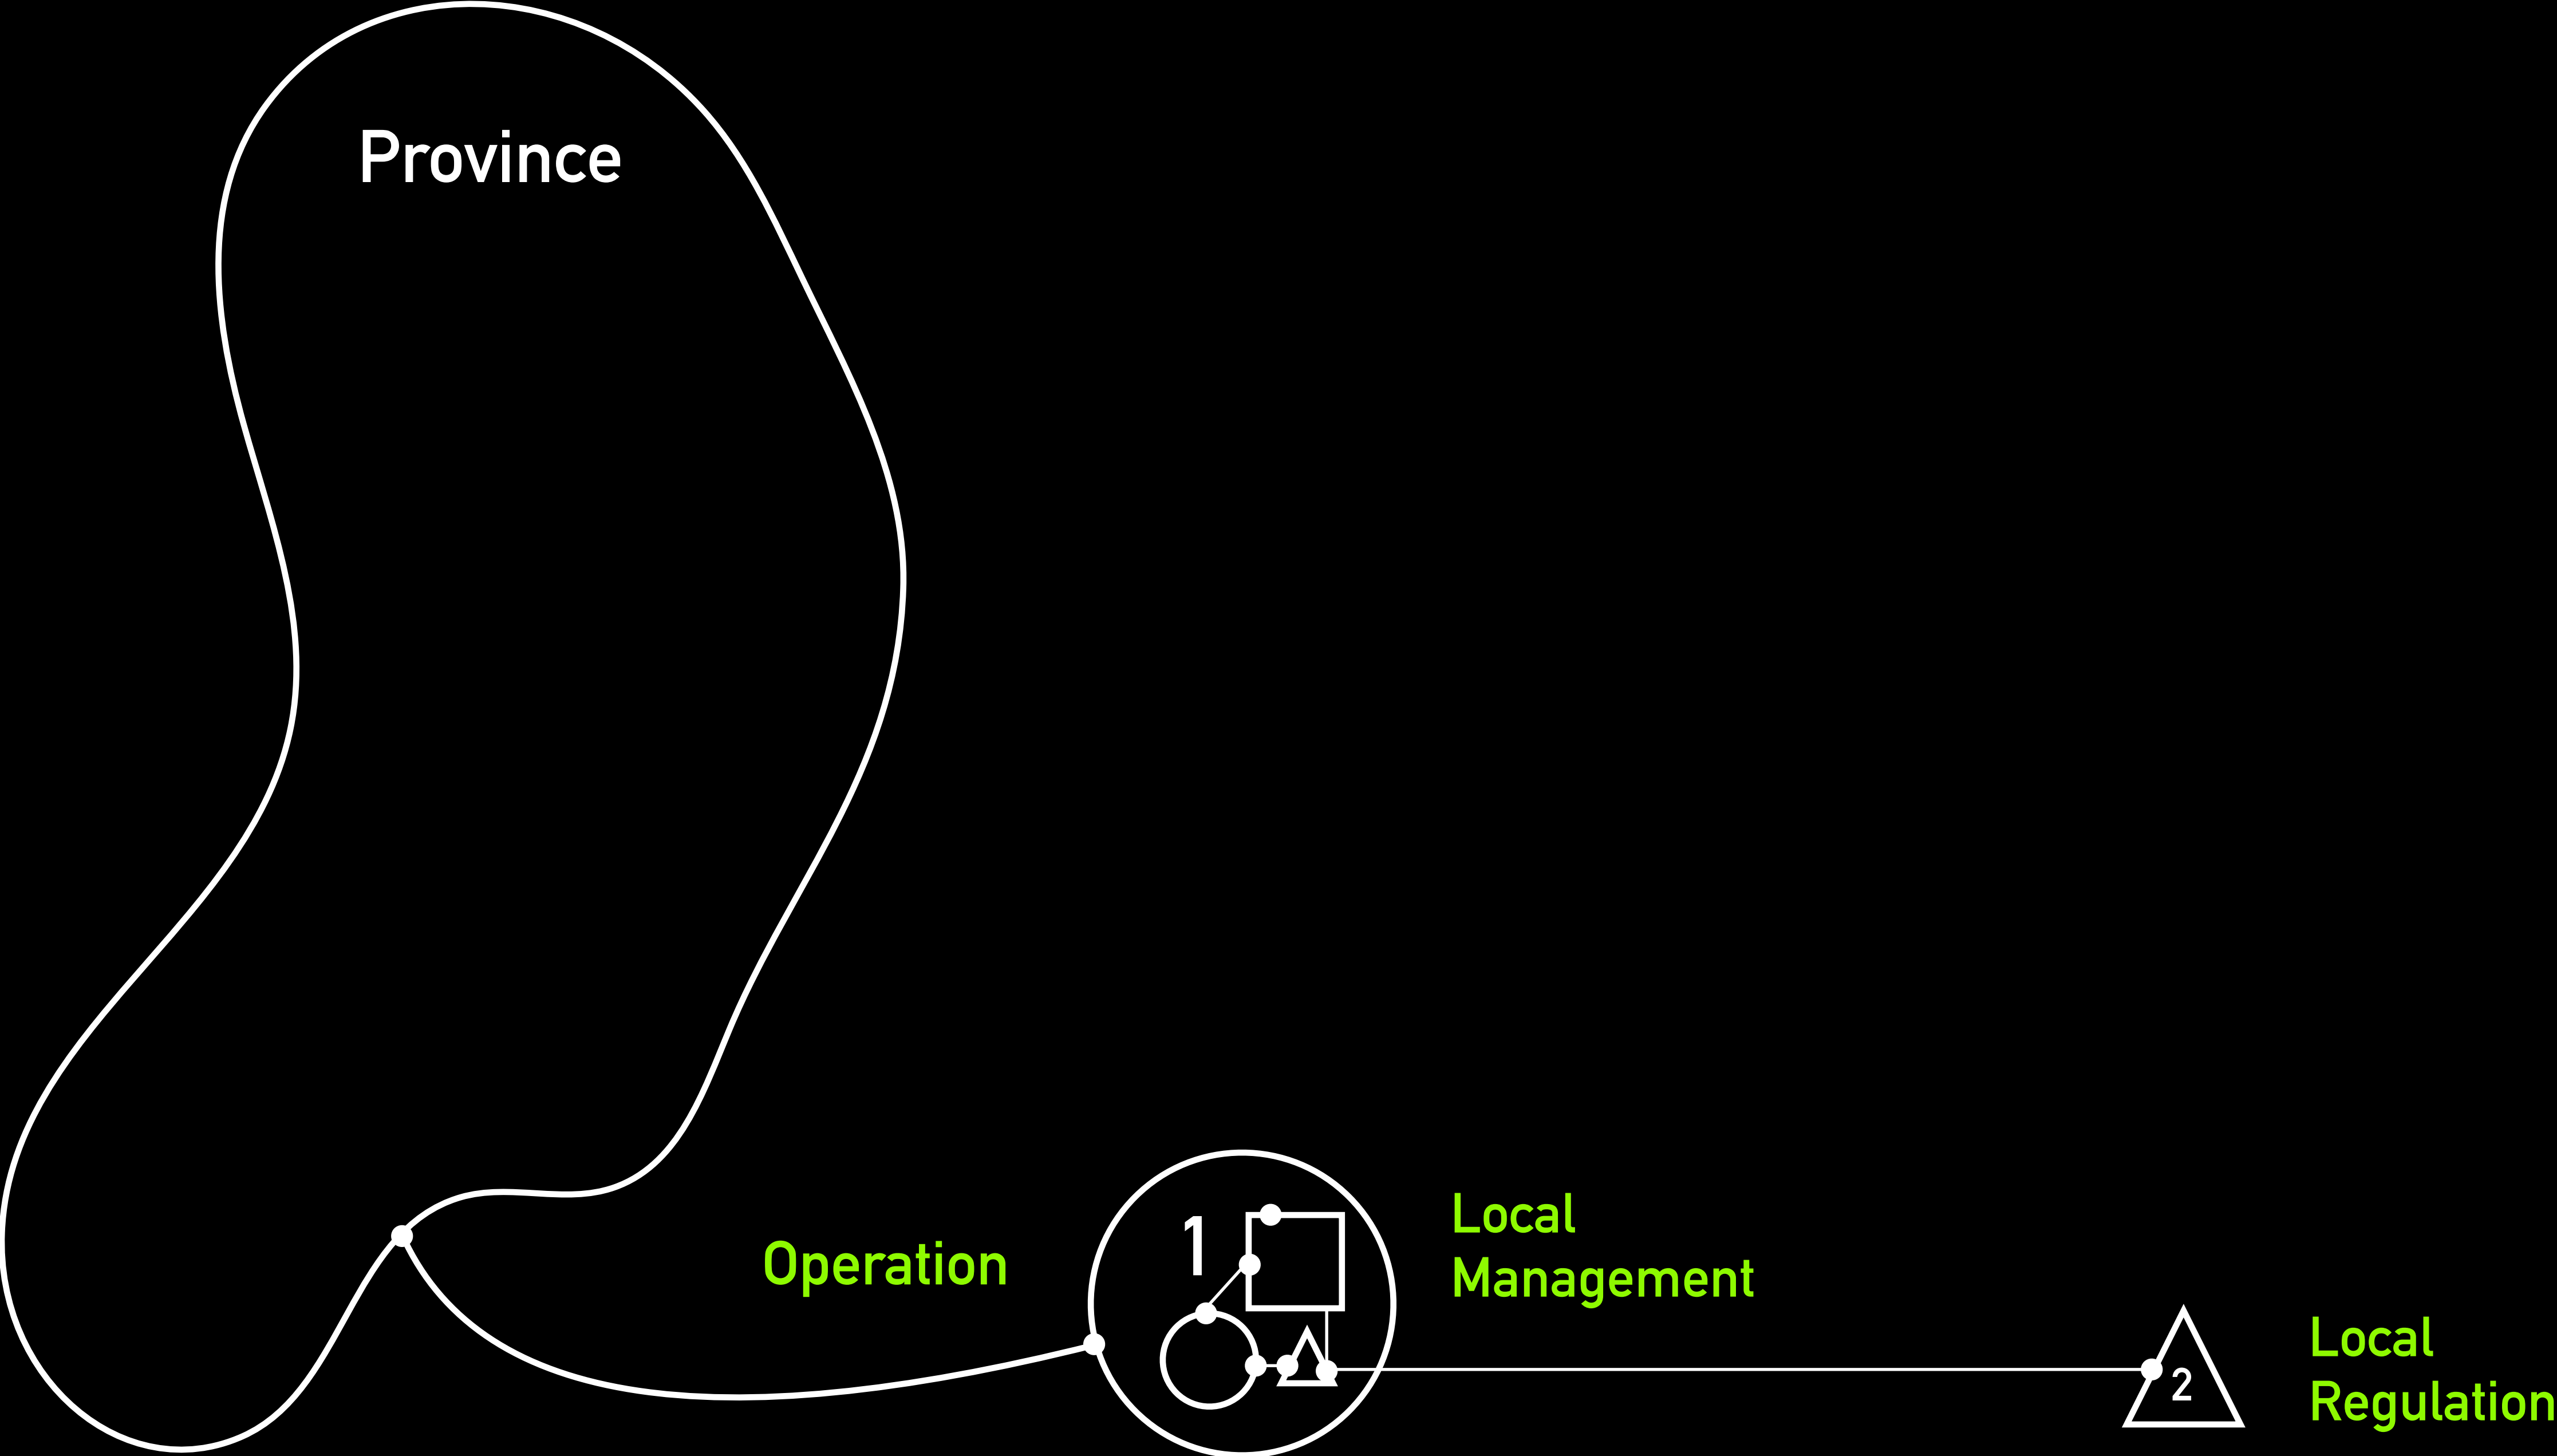 Province
Operation
1
Local
Management
2
Local
Regulation